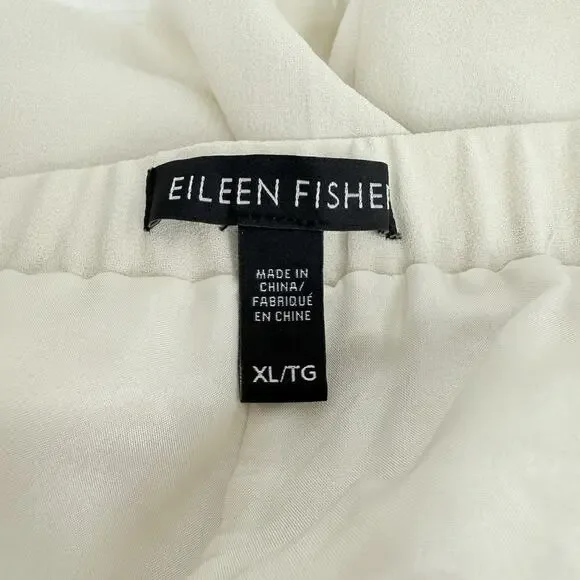 EILEEN FISHER
MADE IN
CHINA/
FABRIQUÉ
EN CHINE
XL/TG